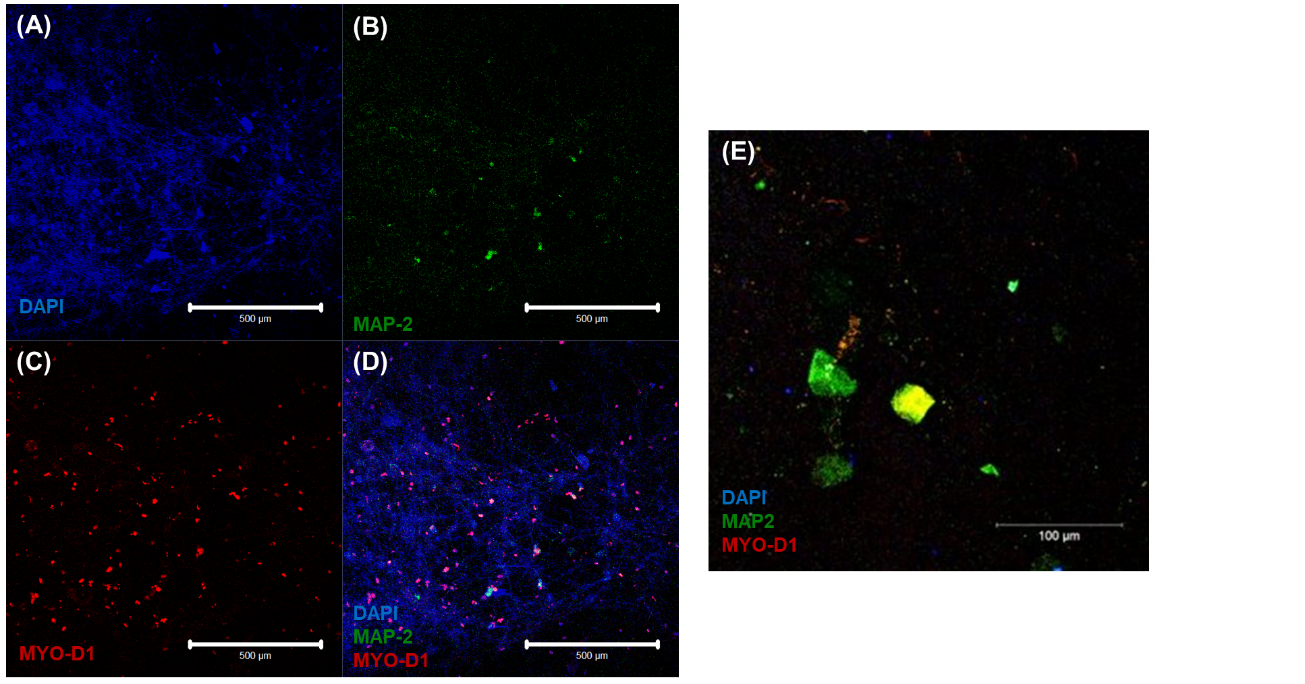 (A)
DAPI
500 µm
(B)
MAP-2
500 µm
(C)
MYO-D1
500 µm
(D)
DAPI
MAP-2
MYO-D1
500 µm
(E)
DAPI
MAP2
MYO-D1
100 µm